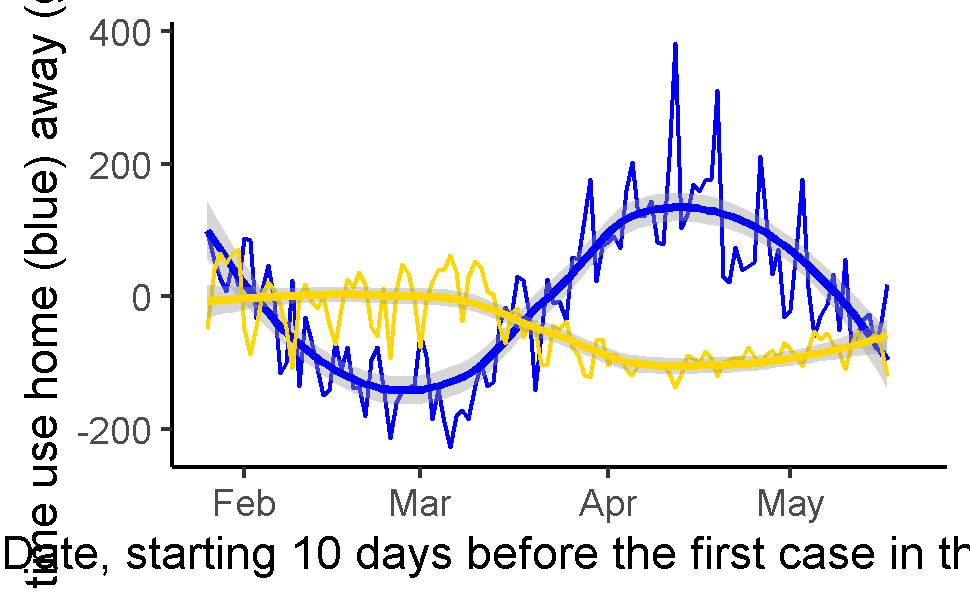 time use home (blue) away (
400
200
0
-200
Feb Mar Apr May
Date, starting 10 days before the first case in th